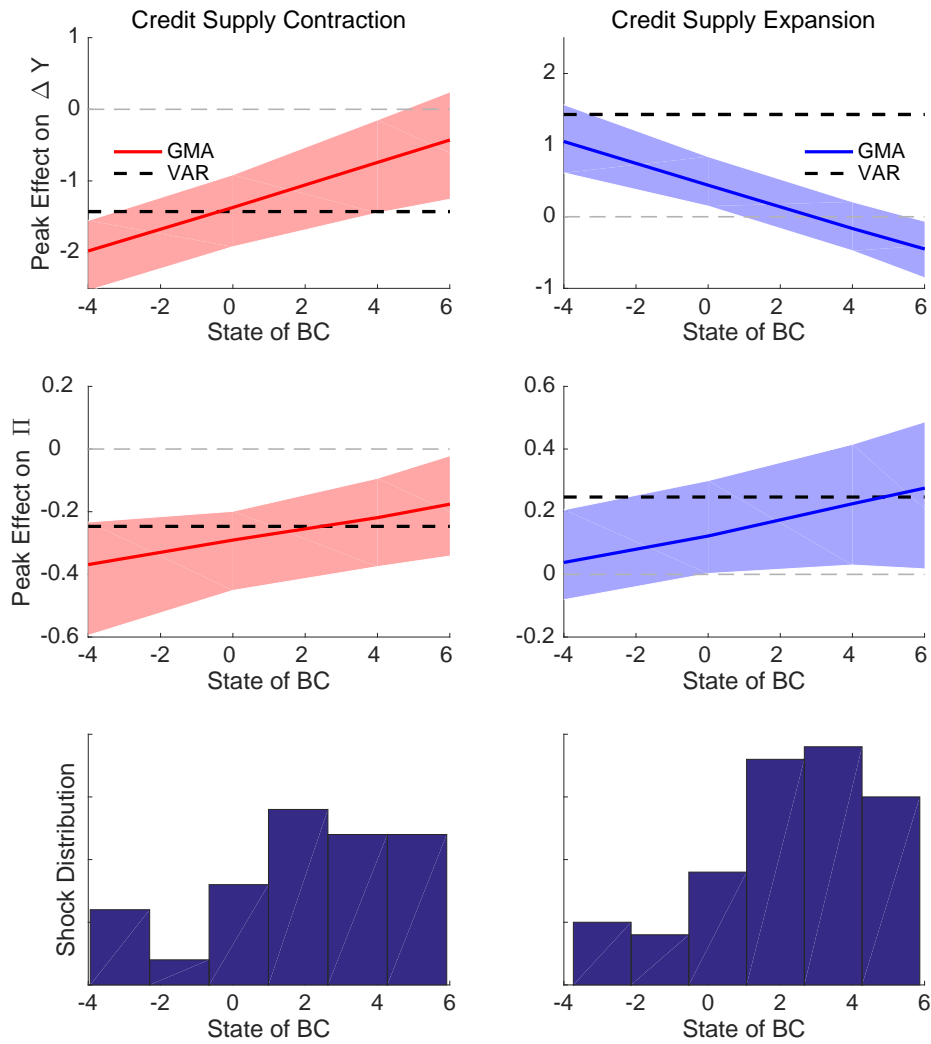 Credit Supply Contraction
Credit Supply Expansion
Peak Effect on Δ Y
1
0
-1
-2
GMA
VAR
-4 -2 0 2 4 6
State of BC
2
1
0
-1
GMA
VAR
-4 -2 0 2 4 6
State of BC
Peak Effect on Π
0.2
0
-0.2
-0.4
-0.6
-4 -2 0 2 4 6
State of BC
0.6
0.4
0.2
0
-0.2
-4 -2 0 2 4 6
State of BC
Shock Distribution
-4 -2 0 2 4 6
State of BC
-4 -2 0 2 4 6
State of BC